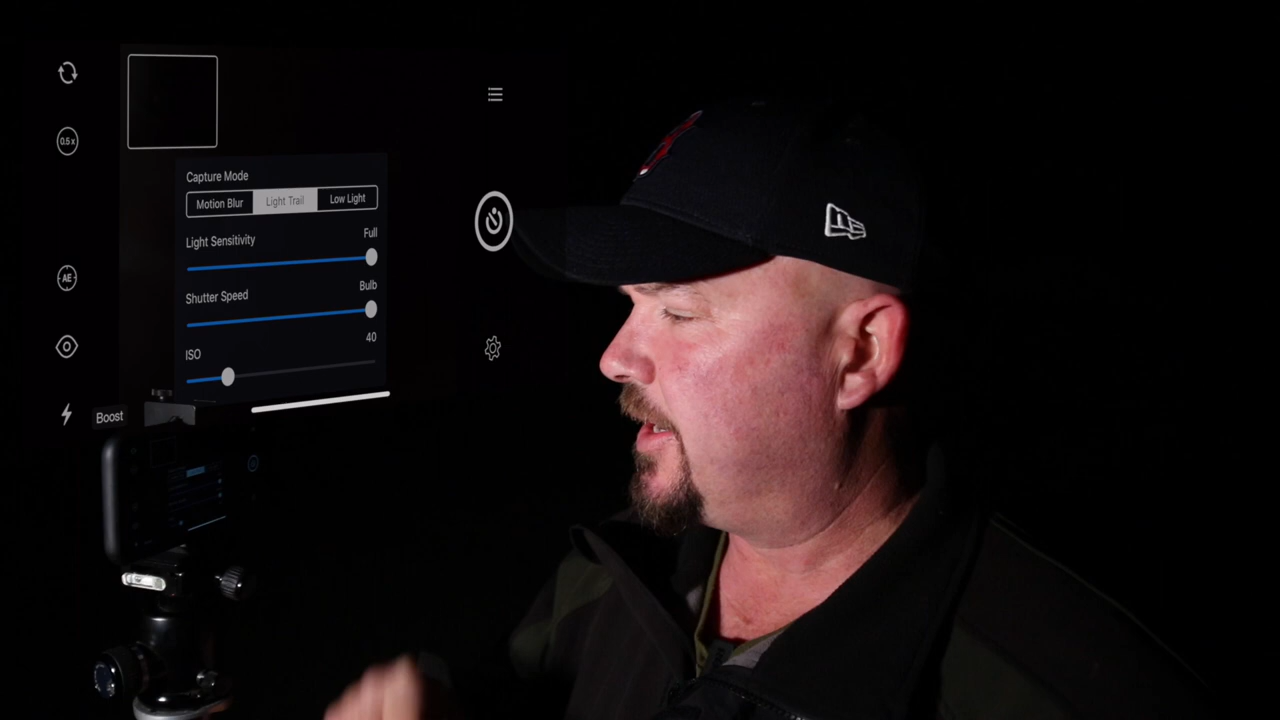 0.5x
Capture Mode
Motion Blur Light Trail Low Light
Light Sensitivity Full
Shutter Speed Bulb
ISO 40
AE
Boost
NE